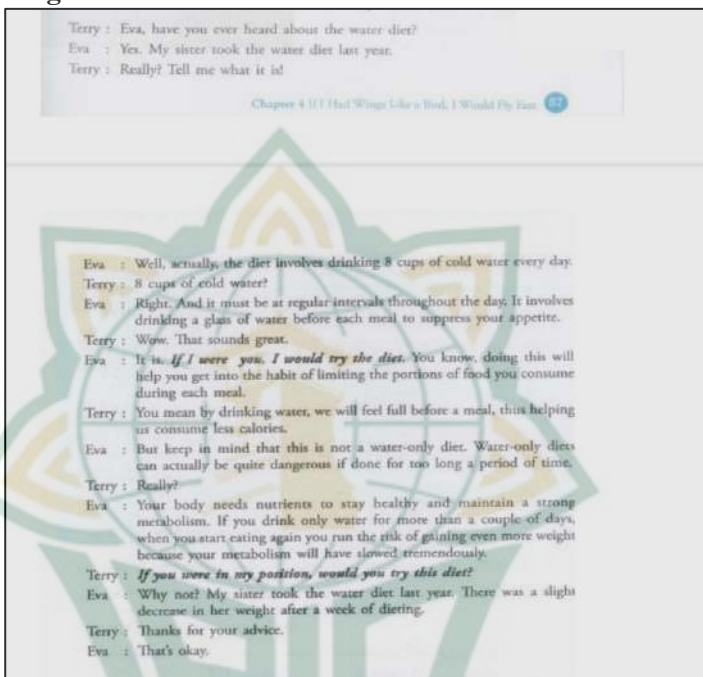 Terry : Eva, have you ever heard about the water diet?
Eva : Yes. My sister took the water diet last year.
Terry : Really? Tell me what it is!
Chapter 4 If I Had Wings Like a Bird, I Would Fly East 87
Eva : Well, actually, the diet involves drinking 8 cups of cold water every day.
Terry : 8 cups of cold water?
Eva : Right. And it must be at regular intervals throughout the day. It involves
drinking a glass of water before each meal to suppress your appetite.
Terry : Wow. That sounds great.
Eva : It is. If I were you, I would try the diet. You know, doing this will
help you get into the habit of limiting the portions of food you consume
during each meal.
Terry : You mean by drinking water, we will feel full before a meal, thus helping
us consume less calories.
Eva : But keep in mind that this is not a water-only diet. Water-only diets
can actually be quite dangerous if done for too long a period of time.
Terry : Really?
Eva : Your body needs nutrients to stay healthy and maintain a strong
metabolism. If you drink only water for more than a couple of days,
when you start eating again you run the risk of gaining even more weight
because your metabolism will have slowed tremendously.
Terry : If you were in my position, would you try this diet?
Eva : Why not? My sister took the water diet last year. There was a slight
decrease in her weight after a week of dieting.
Terry : Thanks for your advice.
Eva : That's okay.